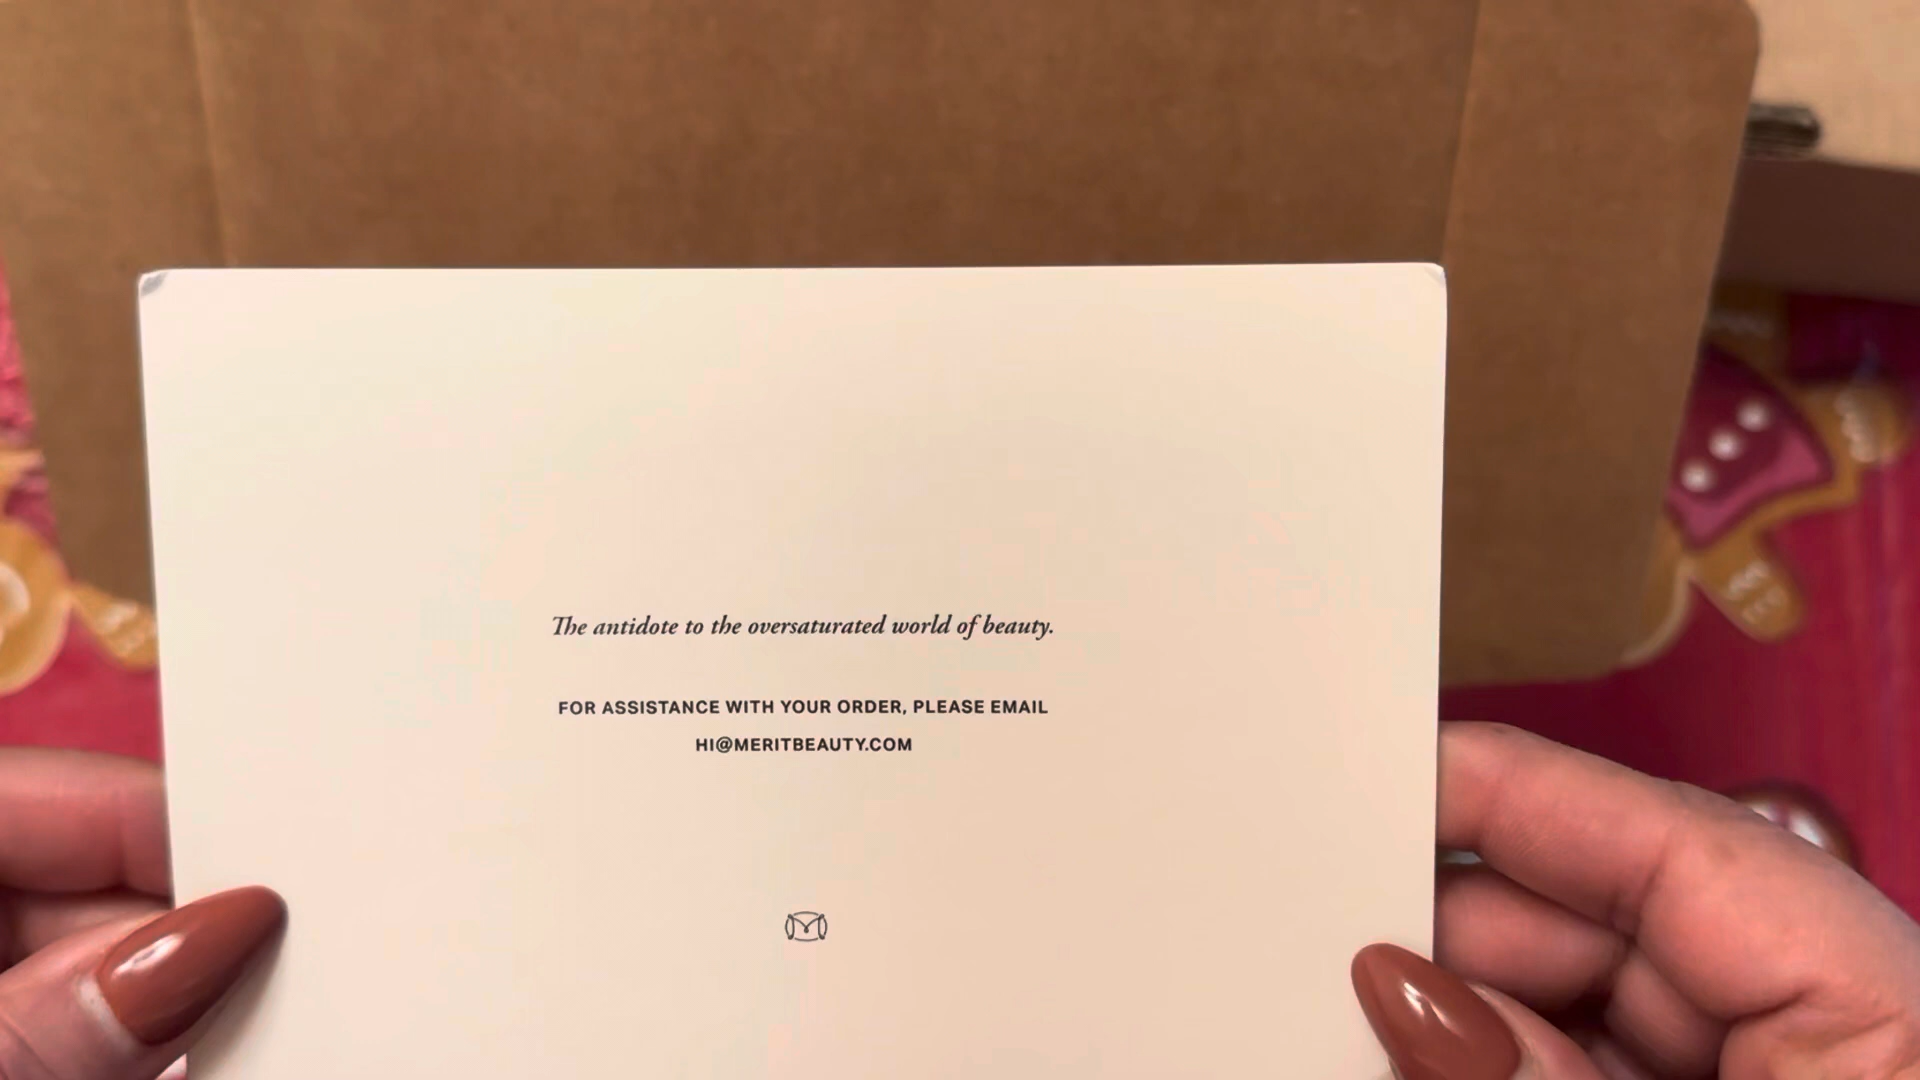 The antidote to the oversaturated world of beauty.
FOR ASSISTANCE WITH YOUR ORDER, PLEASE EMAIL
HI@MERITBEAUTY.COM